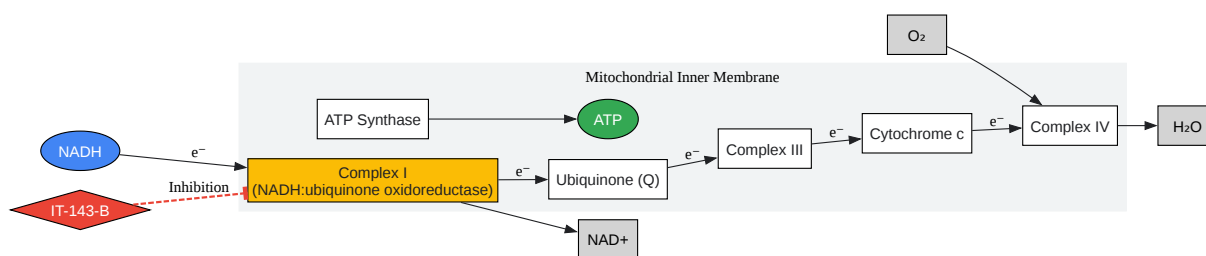 O₂
Mitochondrial Inner Membrane
ATP Synthase
ATP
NADH
e⁻
Inhibition
IT-143-B
Complex I
(NADH:ubiquinone oxidoreductase)
e⁻
Ubiquinone (Q)
e⁻
Complex III
e⁻
Cytochrome c
e⁻
Complex IV
H₂O
NAD+